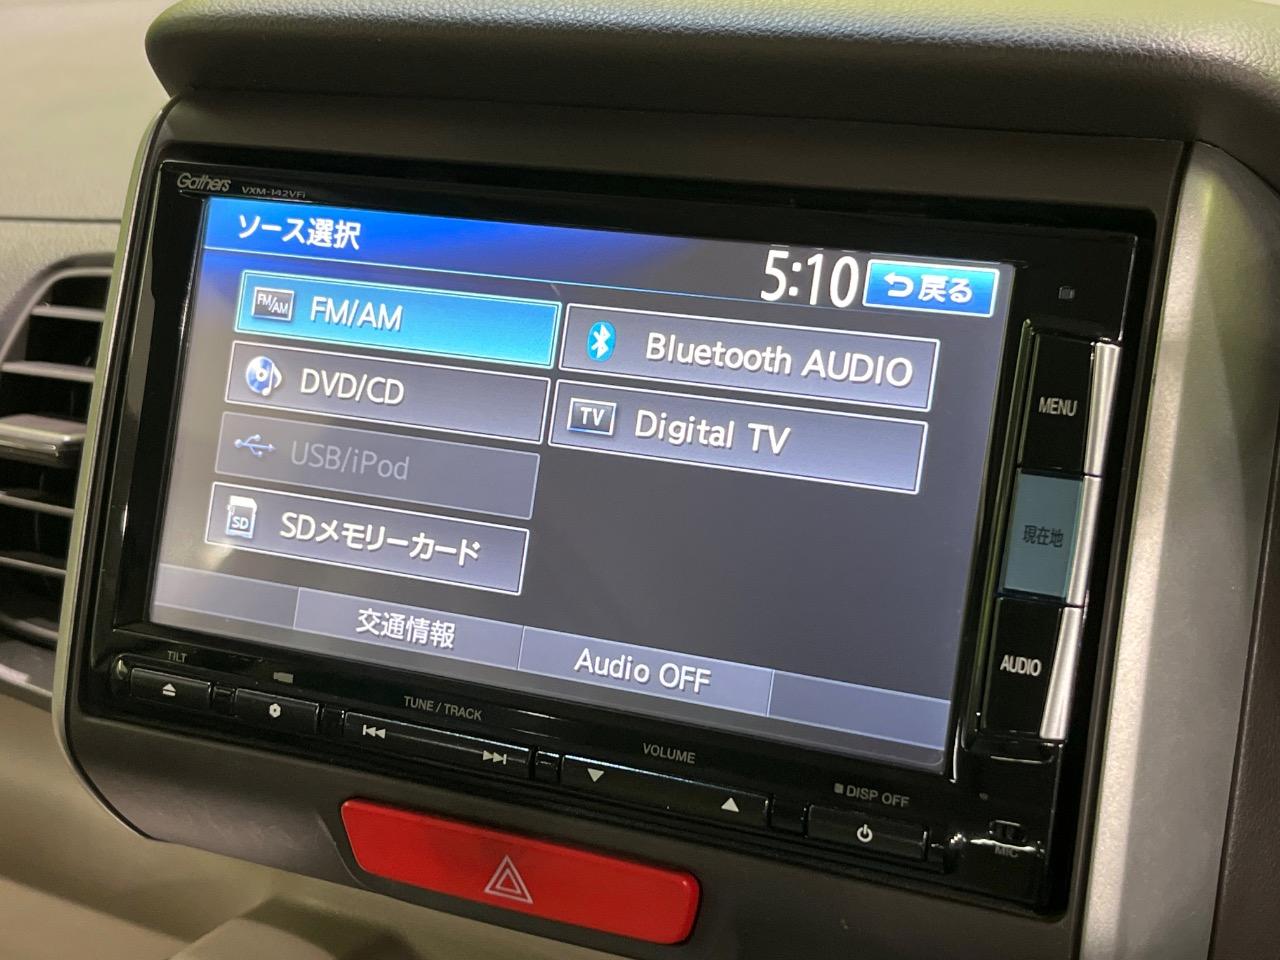 Gathers VXM-142VFi
ソース選択
5:10
戻る
FM/AM FM/AM
Bluetooth AUDIO
DVD/CD
TV Digital TV
USB/iPod
SD SDメモリーカード
交通情報
Audio OFF
MENU
現在地
AUDIO
TILT
TUNE / TRACK
VOLUME
DISP OFF
MIC